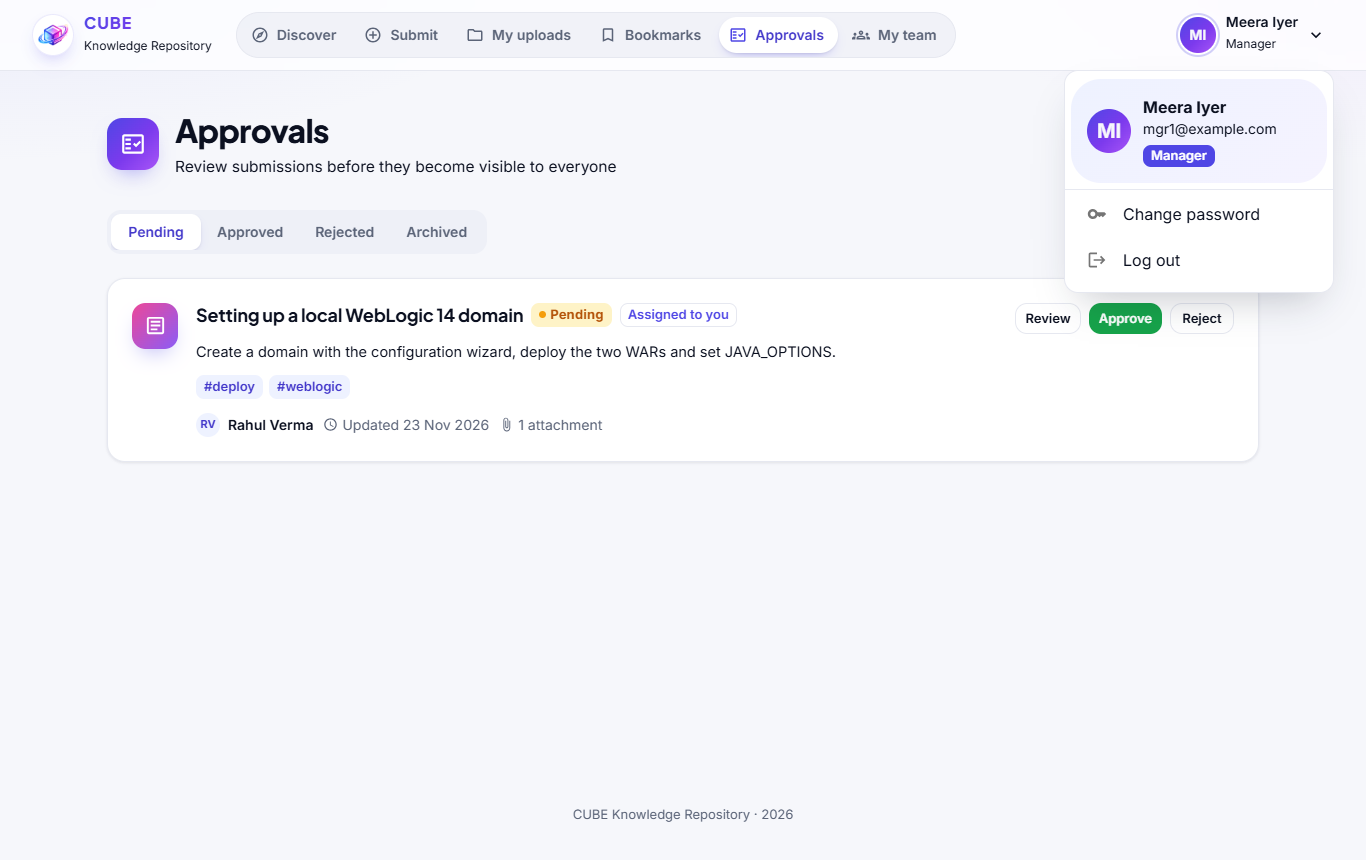 CUBE
Knowledge Repository
Discover
Submit
My uploads
Bookmarks
Approvals
My team
MI
Meera Iyer
Manager
MI
Meera Iyer
mgr1@example.com
Manager
Change password
Log out
Approvals
Review submissions before they become visible to everyone
Pending
Approved
Rejected
Archived
Setting up a local WebLogic 14 domain
Pending
Assigned to you
Review
Approve
Reject
Create a domain with the configuration wizard, deploy the two WARs and set JAVA_OPTIONS.
#deploy
#weblogic
RV
Rahul Verma
Updated 23 Nov 2026
1 attachment
CUBE Knowledge Repository · 2026